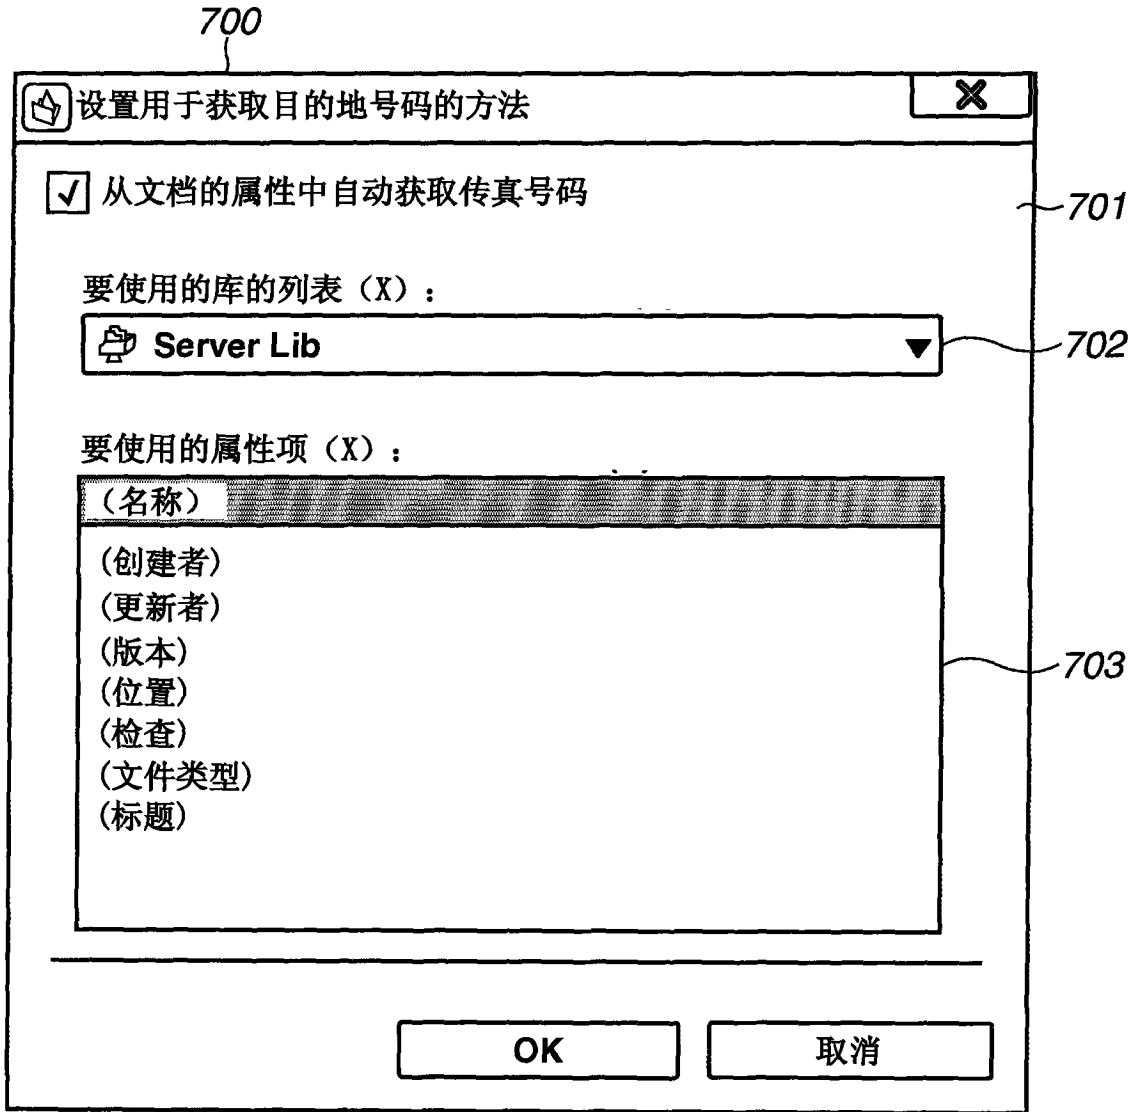 700
设置用于获取目的地号码的方法
从文档的属性中自动获取传真号码
701
要使用的库的列表（X）：
Server Lib
702
要使用的属性项（X）：
（名称）
(创建者)
(更新者)
(版本)
703
(位置)
(检查)
(文件类型)
(标题)
OK
取消